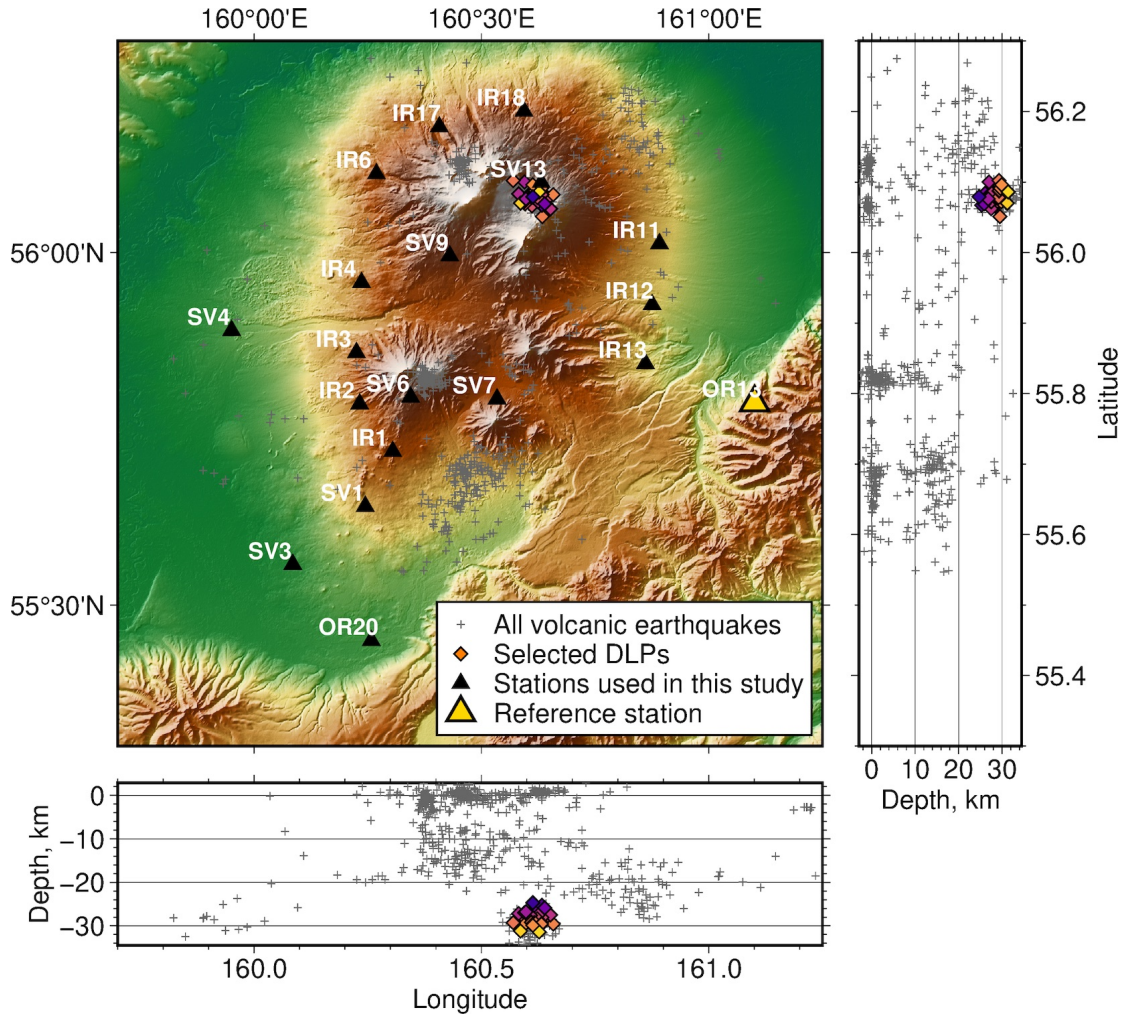 160°00'E 160°30'E 161°00'E
IR18
IR17
56.2
IR6
SV13
IR11
56°00'N
SV9
56.0
IR4
IR12
SV4
IR3
IR13
Latitude
IR2
SV6
SV7
OR13
55.8
IR1
SV1
55.6
SV3
55°30'N
OR20
All volcanic earthquakes
Selected DLPs
Stations used in this study
Reference station
55.4
0 10 20 30
Depth, km
0
−10
−20
−30
Depth, km
160.0 160.5 161.0
Longitude